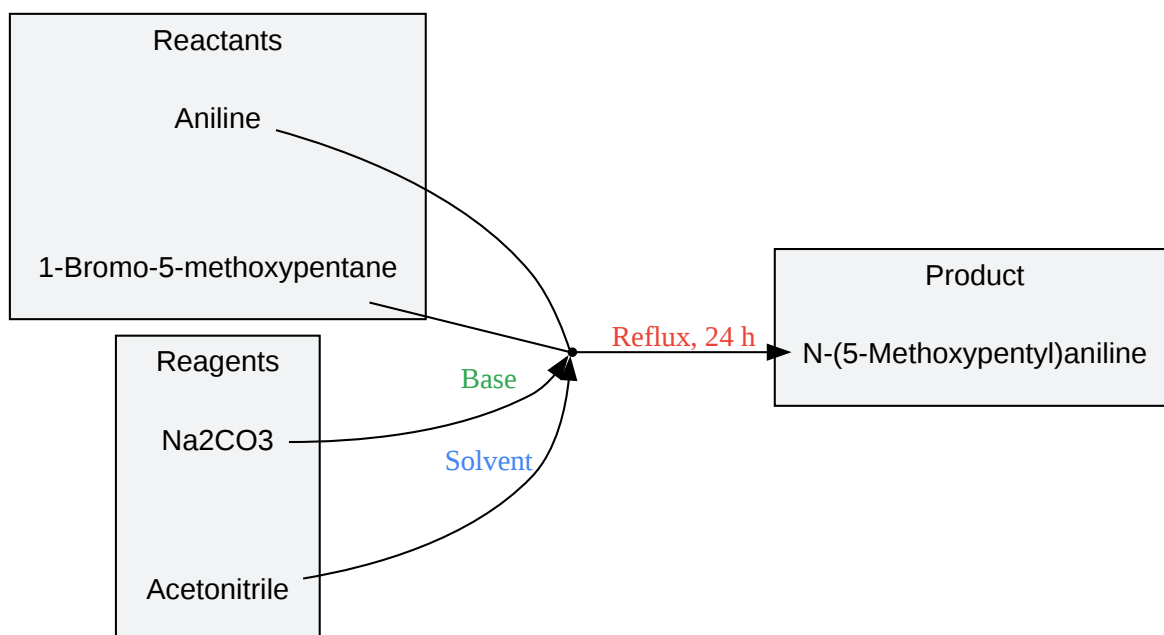 Reactants
Aniline
1-Bromo-5-methoxypentane
Reagents
Na2CO3
Acetonitrile
Base
Solvent
Reflux, 24 h
Product
N-(5-Methoxypentyl)aniline